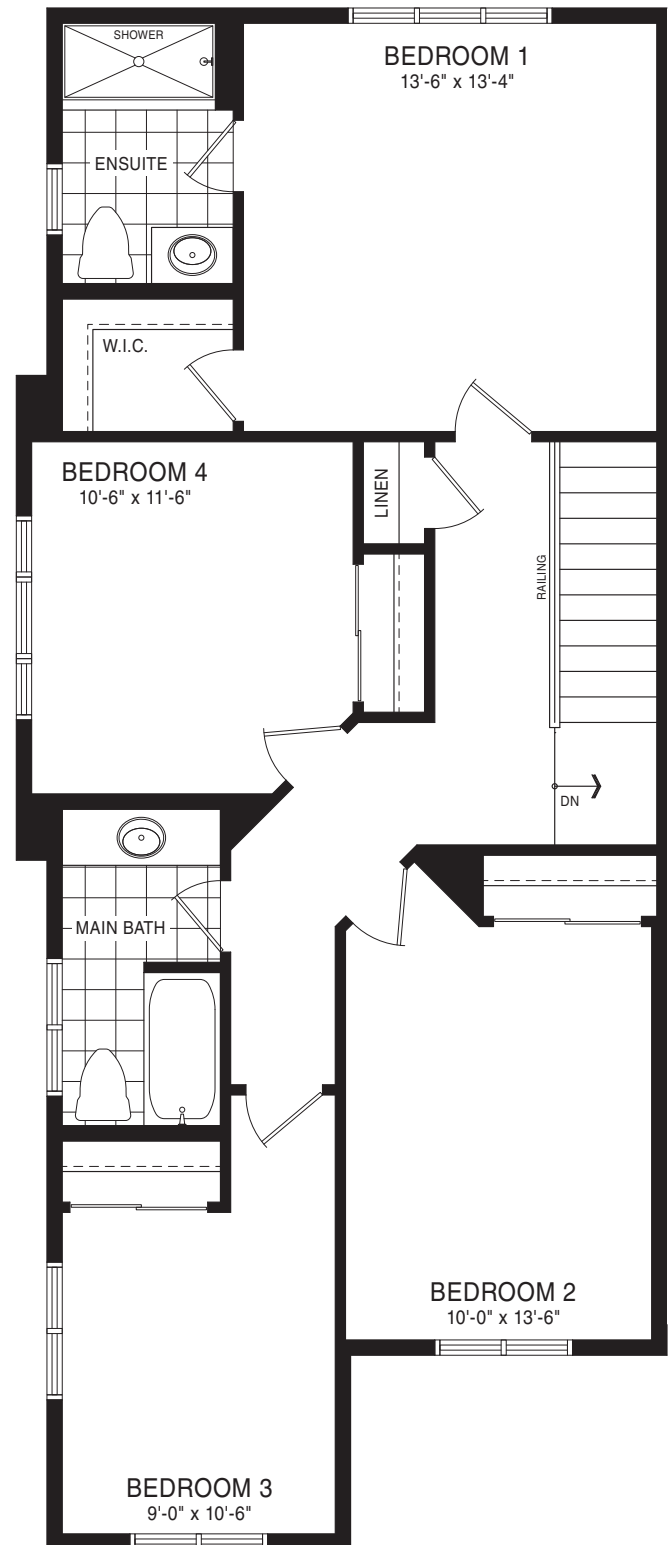 SHOWER
BEDROOM 1
13'-6" x 13'-4"
ENSUITE
W.I.C.
BEDROOM 4
10'-6" x 11'-6"
LINEN
RAILING
DN
MAIN BATH
BEDROOM 2
10'-0" x 13'-6"
BEDROOM 3
9'-0" x 10'-6"